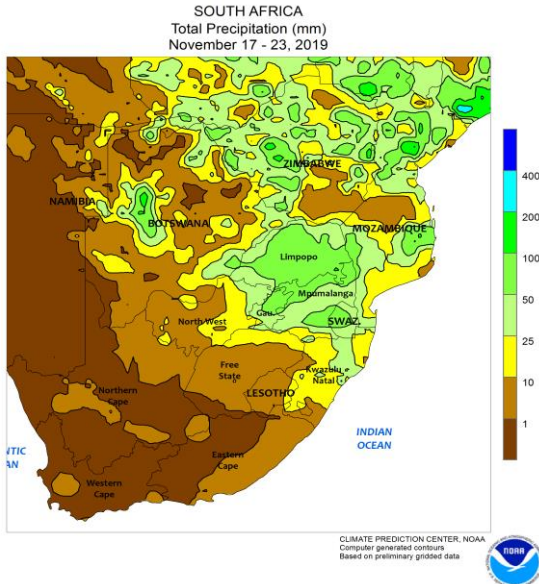 SOUTH AFRICA
Total Precipitation (mm)
November 17 - 23, 2019
NAMIBIA
BOTSWANA
ZIMBABWE
MOZAMBIQUE
Limpopo
Mpumalanga
Gau.
SWAZ.
North West
Free
State
Kwazulu
Natal
LESOTHO
Northern
Cape
Eastern
Cape
Western
Cape
NTIC
AN
INDIAN
OCEAN
400
200
100
50
25
10
1
CLIMATE PREDICTION CENTER, NOAA
Computer generated contours
Based on preliminary gridded data
NOAA